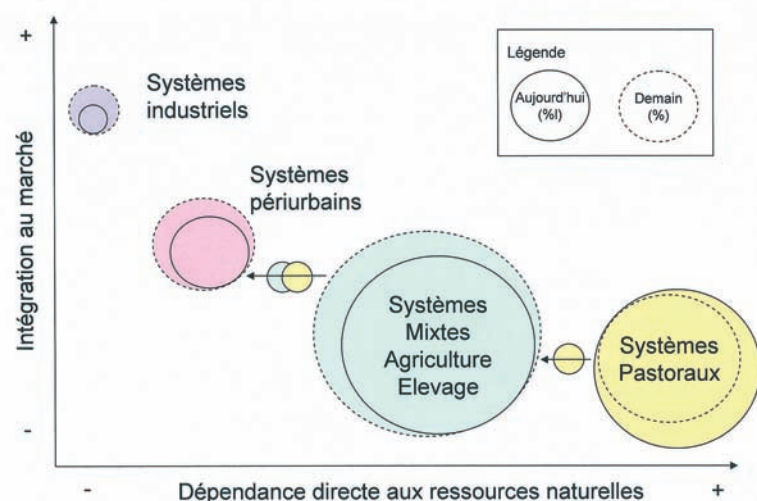 +
Intégration au marché
-
Systèmes
industriels
Légende
Aujourd'hui
(%l)
Demain
(%)
Systèmes
périurbains
Systèmes
Mixtes
Agriculture
Elevage
Systèmes
Pastoraux
-
Dépendance directe aux ressources naturelles
+